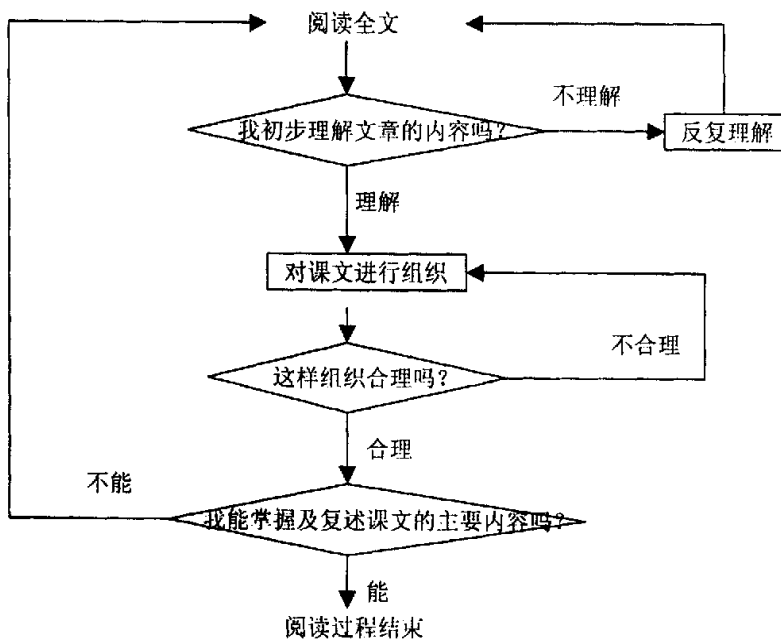 阅读全文
不理解
我初步理解文章的内容吗？
反复理解
理解
对课文进行组织
不合理
这样组织合理吗？
合理
不能
我能掌握及复述课文的主要内容吗？
能
阅读过程结束